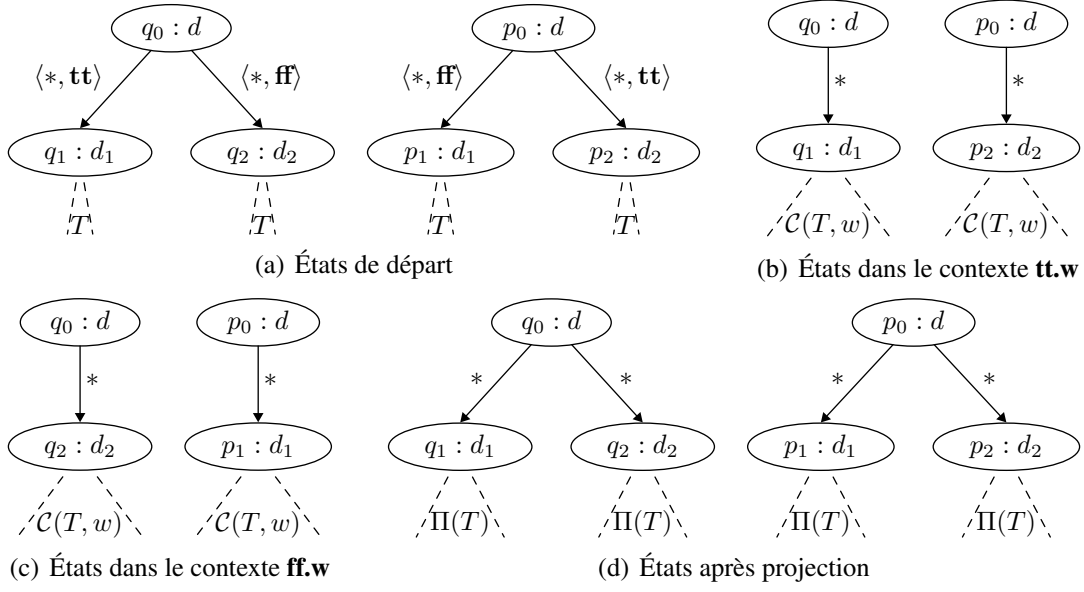 q₀ : d
p₀ : d
⟨*, tt⟩ ⟨*, ff⟩ ⟨*, ff⟩ ⟨*, tt⟩
q₁ : d₁ q₂ : d₂ p₁ : d₁ p₂ : d₂
T T T T
(a) États de départ
q₀ : d p₀ : d
* *
q₁ : d₁ p₂ : d₂
C(T, w) C(T, w)
(b) États dans le contexte tt.w
q₀ : d p₀ : d
* *
q₂ : d₂ p₁ : d₁
C(T, w) C(T, w)
(c) États dans le contexte ff.w
q₀ : d p₀ : d
* * * *
q₁ : d₁ q₂ : d₂ p₁ : d₁ p₂ : d₂
Π(T) Π(T) Π(T) Π(T)
(d) États après projection